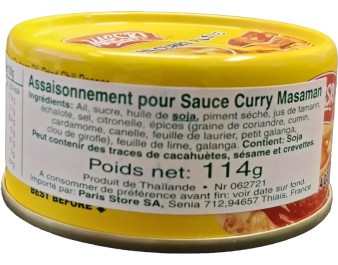 Assaisonnement pour Sauce Curry Masaman
Ingrédients: Ail, sucre, huile de soja, piment séché, jus de tamarin,
échalote, sel, citronelle, épices (graine de coriandre, cumin,
cardamome, canelle, feuille de laurier, petit galanga,
clou de girofle), feuille de lime, galanga. Contient: Soja
Peut contenir des traces de cacahuètes, sésame et crevettes.
Poids net: 114g
Produit de Thaïlande • Nr 062721
A consommer de préférence avant fin: voir date sur fond.
Importé par: Paris Store SA, Senia 712,94657 Thiais, France
BEST BEFORE